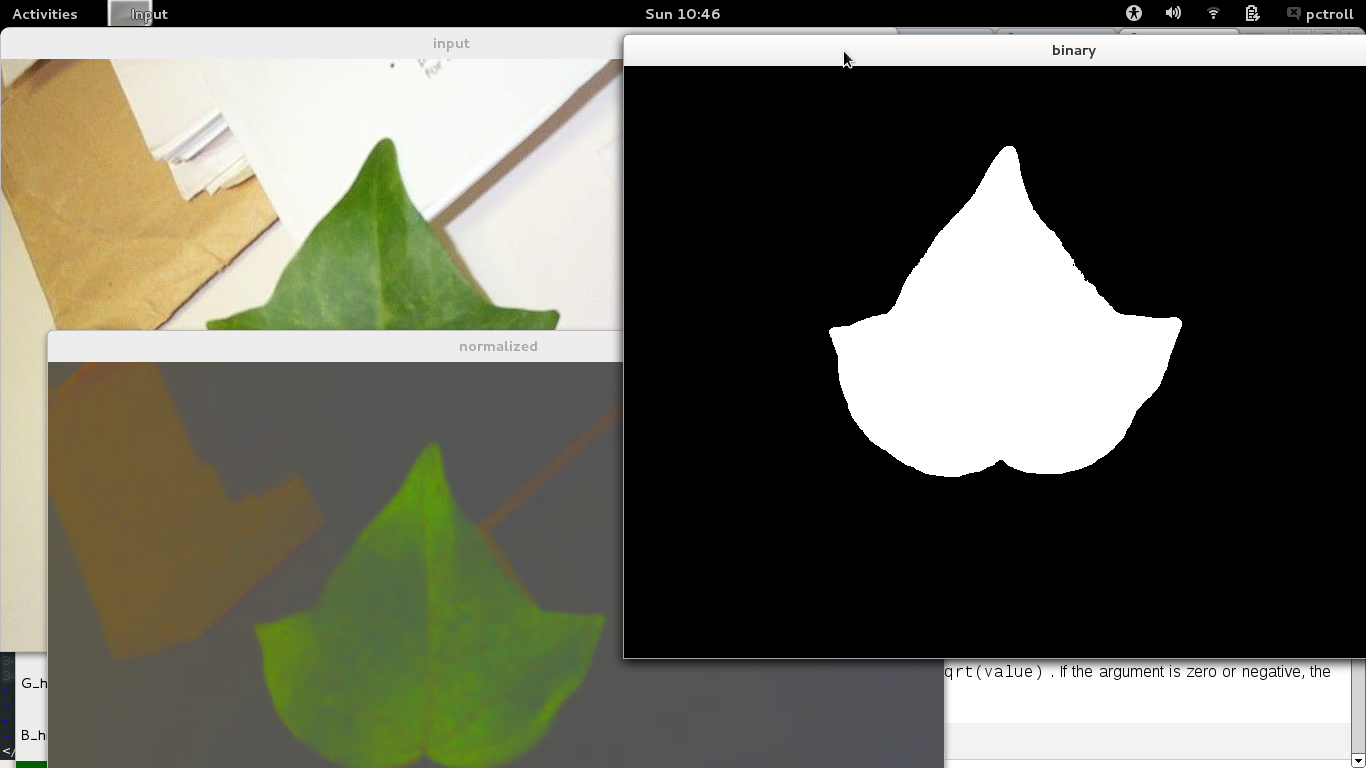 Activities
Input
Sun 10:46
pctroll
input
binary
for
normalized
qrt(value) . If the argument is zero or negative, the
G_h
B_h
</